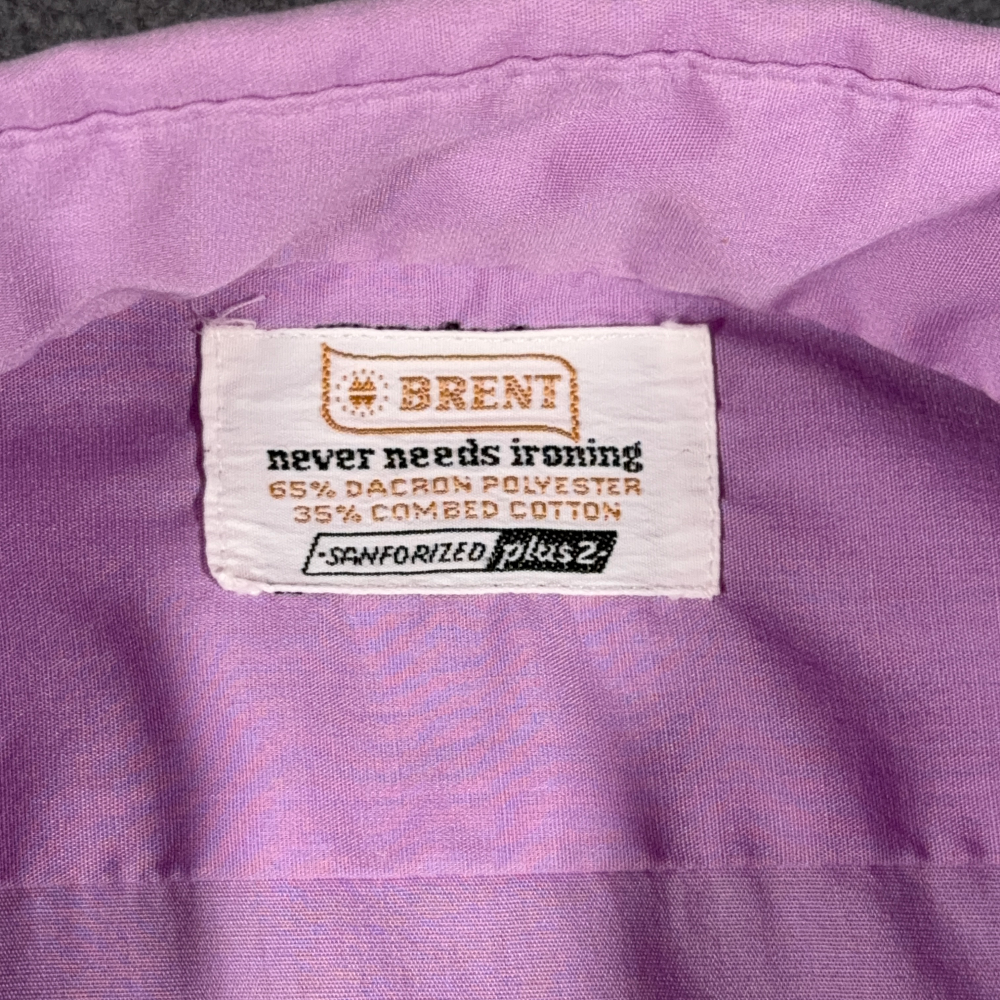 BRENT
never needs ironing
65% DACRON POLYESTER
35% COMBED COTTON
-SANFORIZED plus 2-